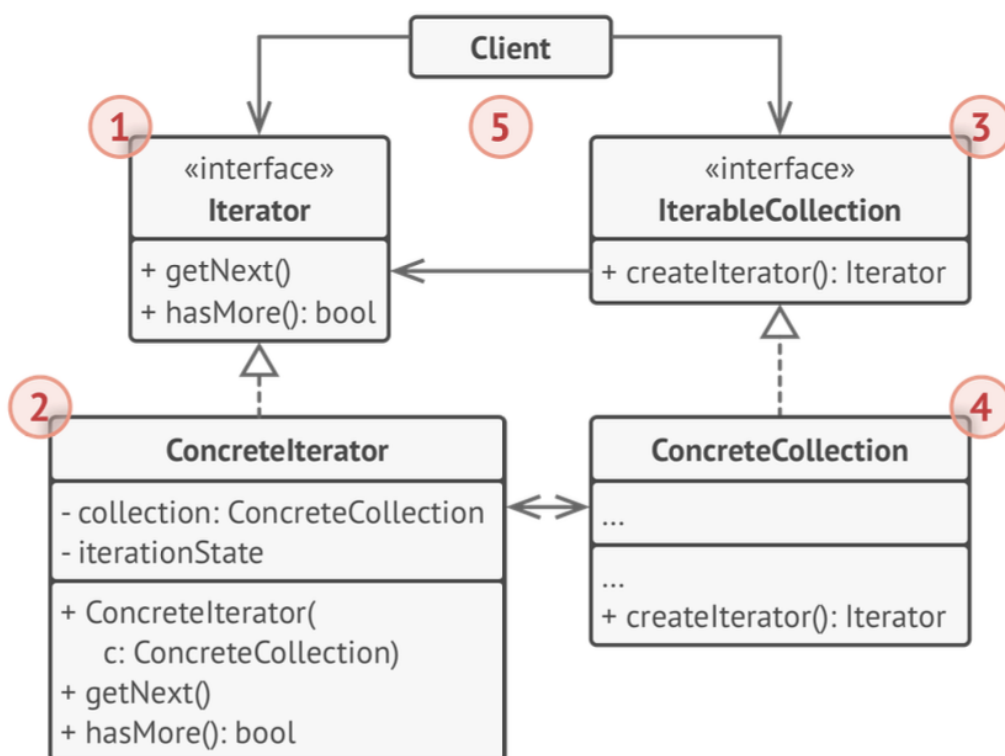 Client
5
1
«interface»
Iterator
+ getNext()
+ hasMore(): bool
3
«interface»
IterableCollection
+ createIterator(): Iterator
2
ConcreteIterator
- collection: ConcreteCollection
- iterationState
+ ConcreteIterator(
c: ConcreteCollection)
+ getNext()
+ hasMore(): bool
4
ConcreteCollection
...
...
+ createIterator(): Iterator